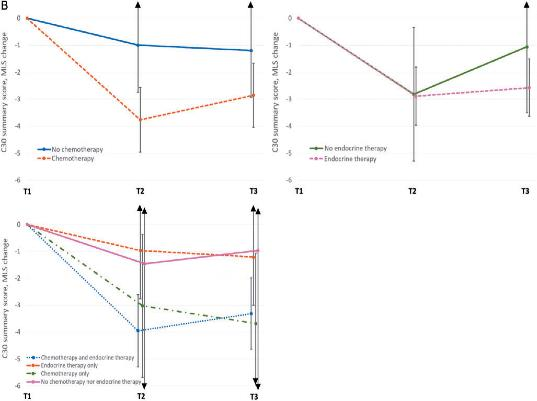 B
C30 summary score, MLS change
0
-1
-2
-3
-4
-5
-6
No chemotherapy
Chemotherapy
T1
T2
T3
C30 summary score, MLS change
0
-1
-2
-3
-4
-5
-6
No endocrine therapy
Endocrine therapy
T1
T2
T3
C30 summary score, MLS change
0
-1
-2
-3
-4
-5
-6
Chemotherapy and endocrine therapy
Endocrine therapy only
Chemotherapy only
No chemotherapy nor endocrine therapy
T1
T2
T3